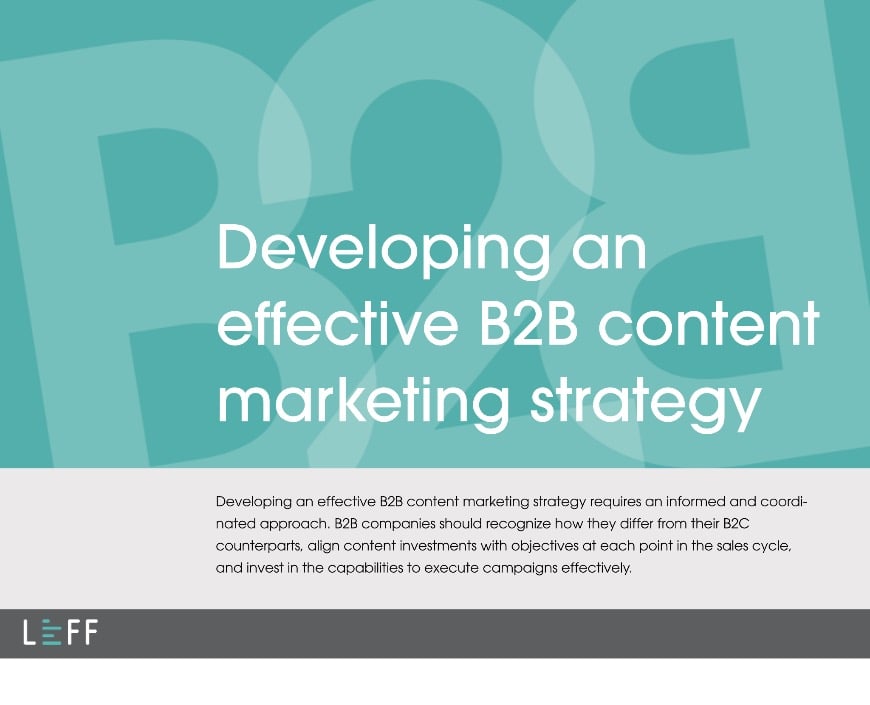 B2B
Developing an
effective B2B content
marketing strategy
Developing an effective B2B content marketing strategy requires an informed and coordi-
nated approach. B2B companies should recognize how they differ from their B2C
counterparts, align content investments with objectives at each point in the sales cycle,
and invest in the capabilities to execute campaigns effectively.
LEFF